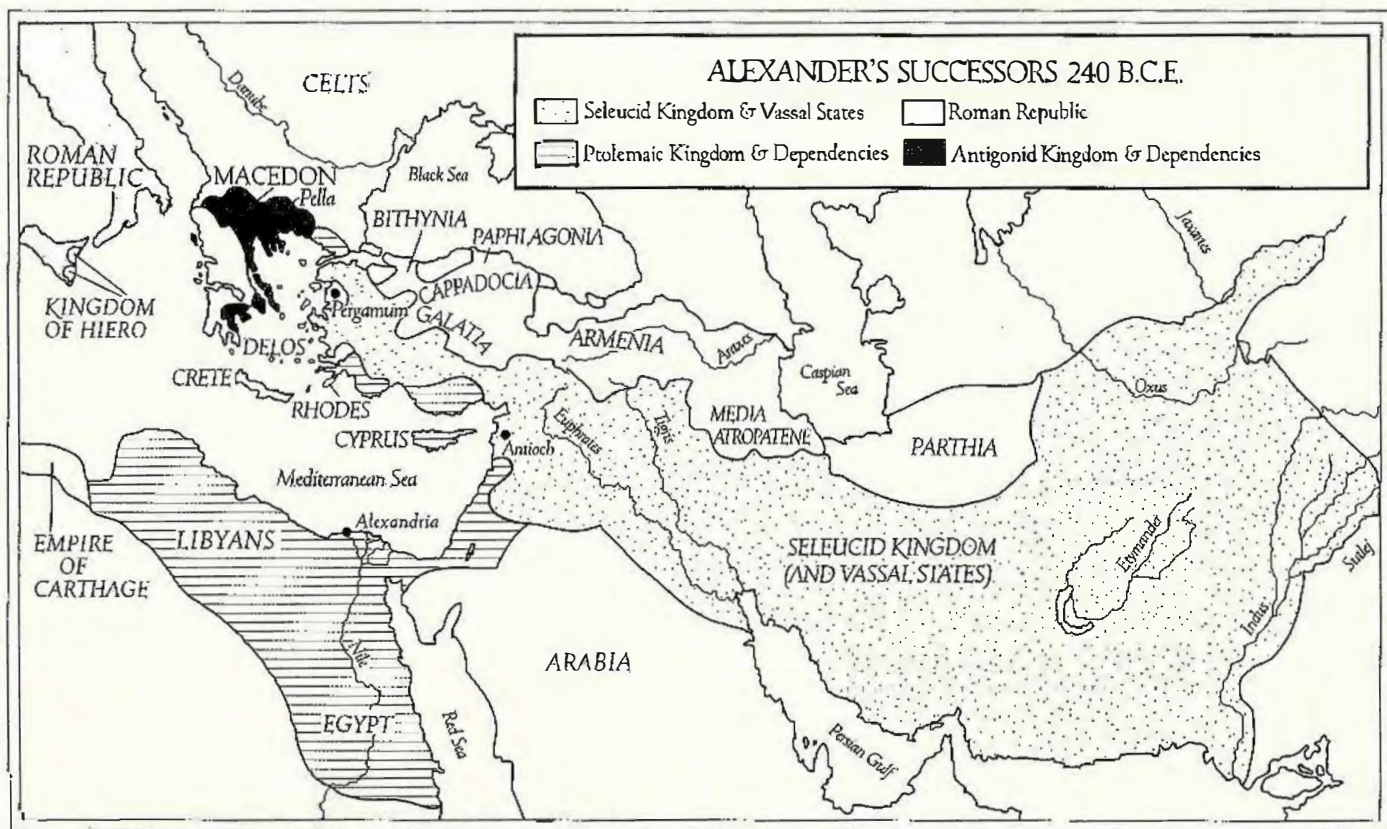 ALEXANDER'S SUCCESSORS 240 B.C.E.
Seleucid Kingdom & Vassal States
Roman Republic
Ptolemaic Kingdom & Dependencies
Antigonid Kingdom & Dependencies
Danube
CELTS
ROMAN
REPUBLIC
MACEDON
Pella
Black Sea
BITHYNIA
PAPHLAGONIA
CAPPADOCIA
KINGDOM
OF HIERO
Pergamum
GALATIA
DELOS
ARMENIA
Araxes
CRETE
RHODES
CYPRUS
Antioch
Euphrates
Tigris
MEDIA
ATROPATENE
Caspian
Sea
PARTHIA
Oxus
Jaxartes
Mediterranean Sea
Alexandria
LIBYANS
EMPIRE
OF
CARTHAGE
SELEUCID KINGDOM
(AND VASSAL STATES)
Etymander
Indus
Sutlej
Nile
EGYPT
Red Sea
ARABIA
Persian Gulf